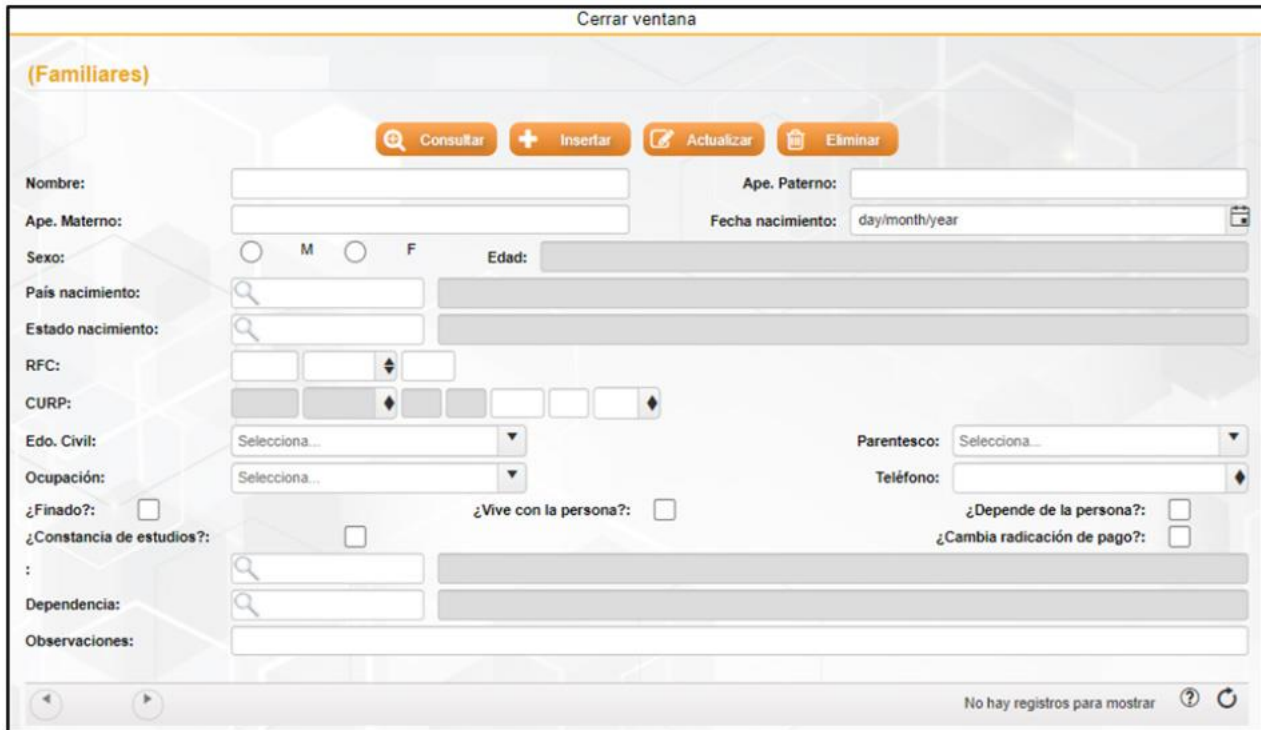 Cerrar ventana
(Familiares)
Consultar Insertar Actualizar Eliminar
Nombre: Ape. Paterno:
Ape. Materno: Fecha nacimiento: day/month/year
Sexo: M F Edad:
País nacimiento:
Estado nacimiento:
RFC:
CURP:
Edo. Civil: Selecciona... Parentesco: Selecciona...
Ocupación: Selecciona... Teléfono:
¿Finado?: ¿Vive con la persona?: ¿Depende de la persona?:
¿Constancia de estudios?: ¿Cambia radicación de pago?:
:
Dependencia:
Observaciones:
No hay registros para mostrar ?